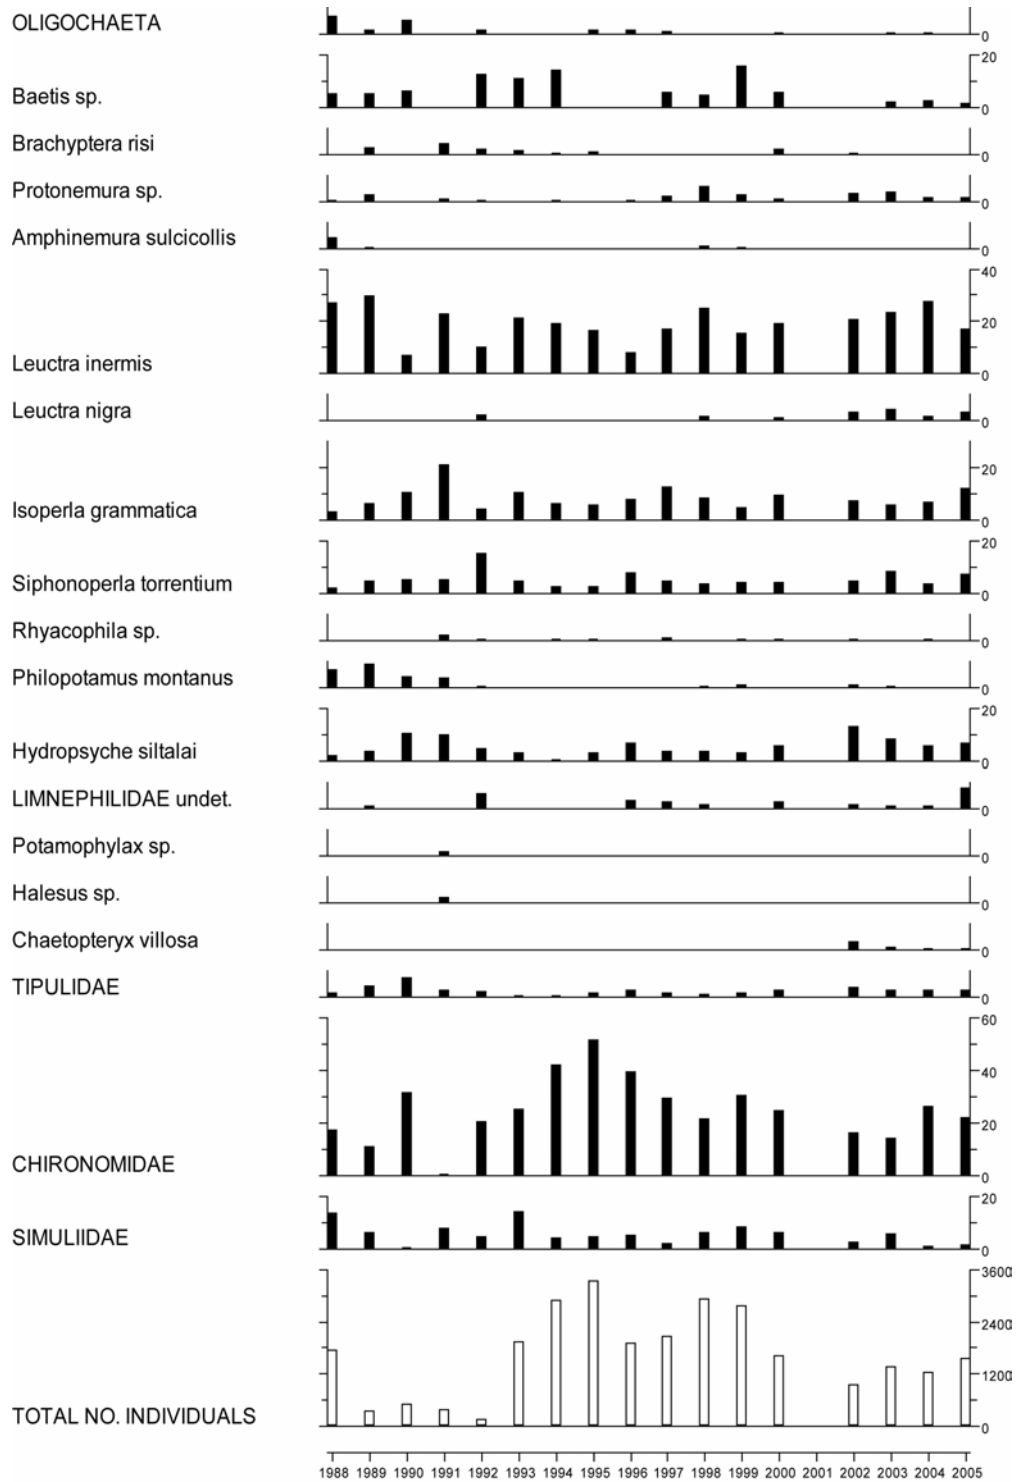 OLIGOCHAETA
0
20
Baetis sp.
0
Brachyptera risi
0
Protonemura sp.
0
Amphinemura sulcicollis
0
40
20
Leuctra inermis
0
Leuctra nigra
0
20
Isoperla grammatica
0
20
Siphonoperla torrentium
0
Rhyacophila sp.
0
Philopotamus montanus
0
20
Hydropsyche siltalai
0
LIMNEPHILIDAE undet.
0
Potamophylax sp.
0
Halesus sp.
0
Chaetopteryx villosa
0
TIPULIDAE
0
60
40
20
CHIRONOMIDAE
0
20
SIMULIIDAE
0
3600
2400
1200
TOTAL NO. INDIVIDUALS
0
1988 1989 1990 1991 1992 1993 1994 1995 1996 1997 1998 1999 2000 2001 2002 2003 2004 2005